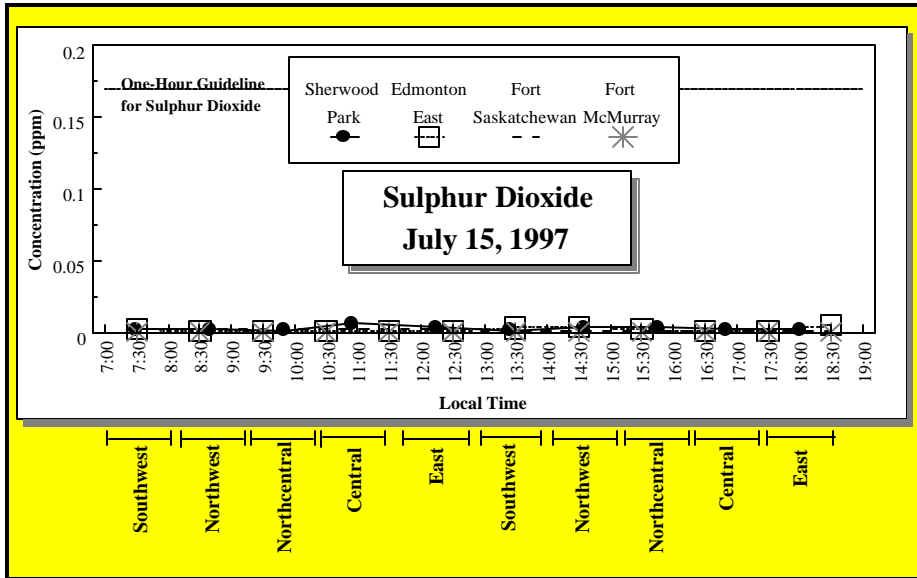 0.2
0.15
0.1
0.05
0
Concentration (ppm)
One-Hour Guideline
for Sulphur Dioxide
Sherwood Edmonton Fort Fort
Park East Saskatchewan McMurray
Sulphur Dioxide
July 15, 1997
7:00 7:30 8:00 8:30 9:00 9:30 10:00 10:30 11:00 11:30 12:00 12:30 13:00 13:30 14:00 14:30 15:00 15:30 16:00 16:30 17:00 17:30 18:00 18:30 19:00
Local Time
Southwest Northwest Northcentral Central East Southwest Northwest Northcentral Central East